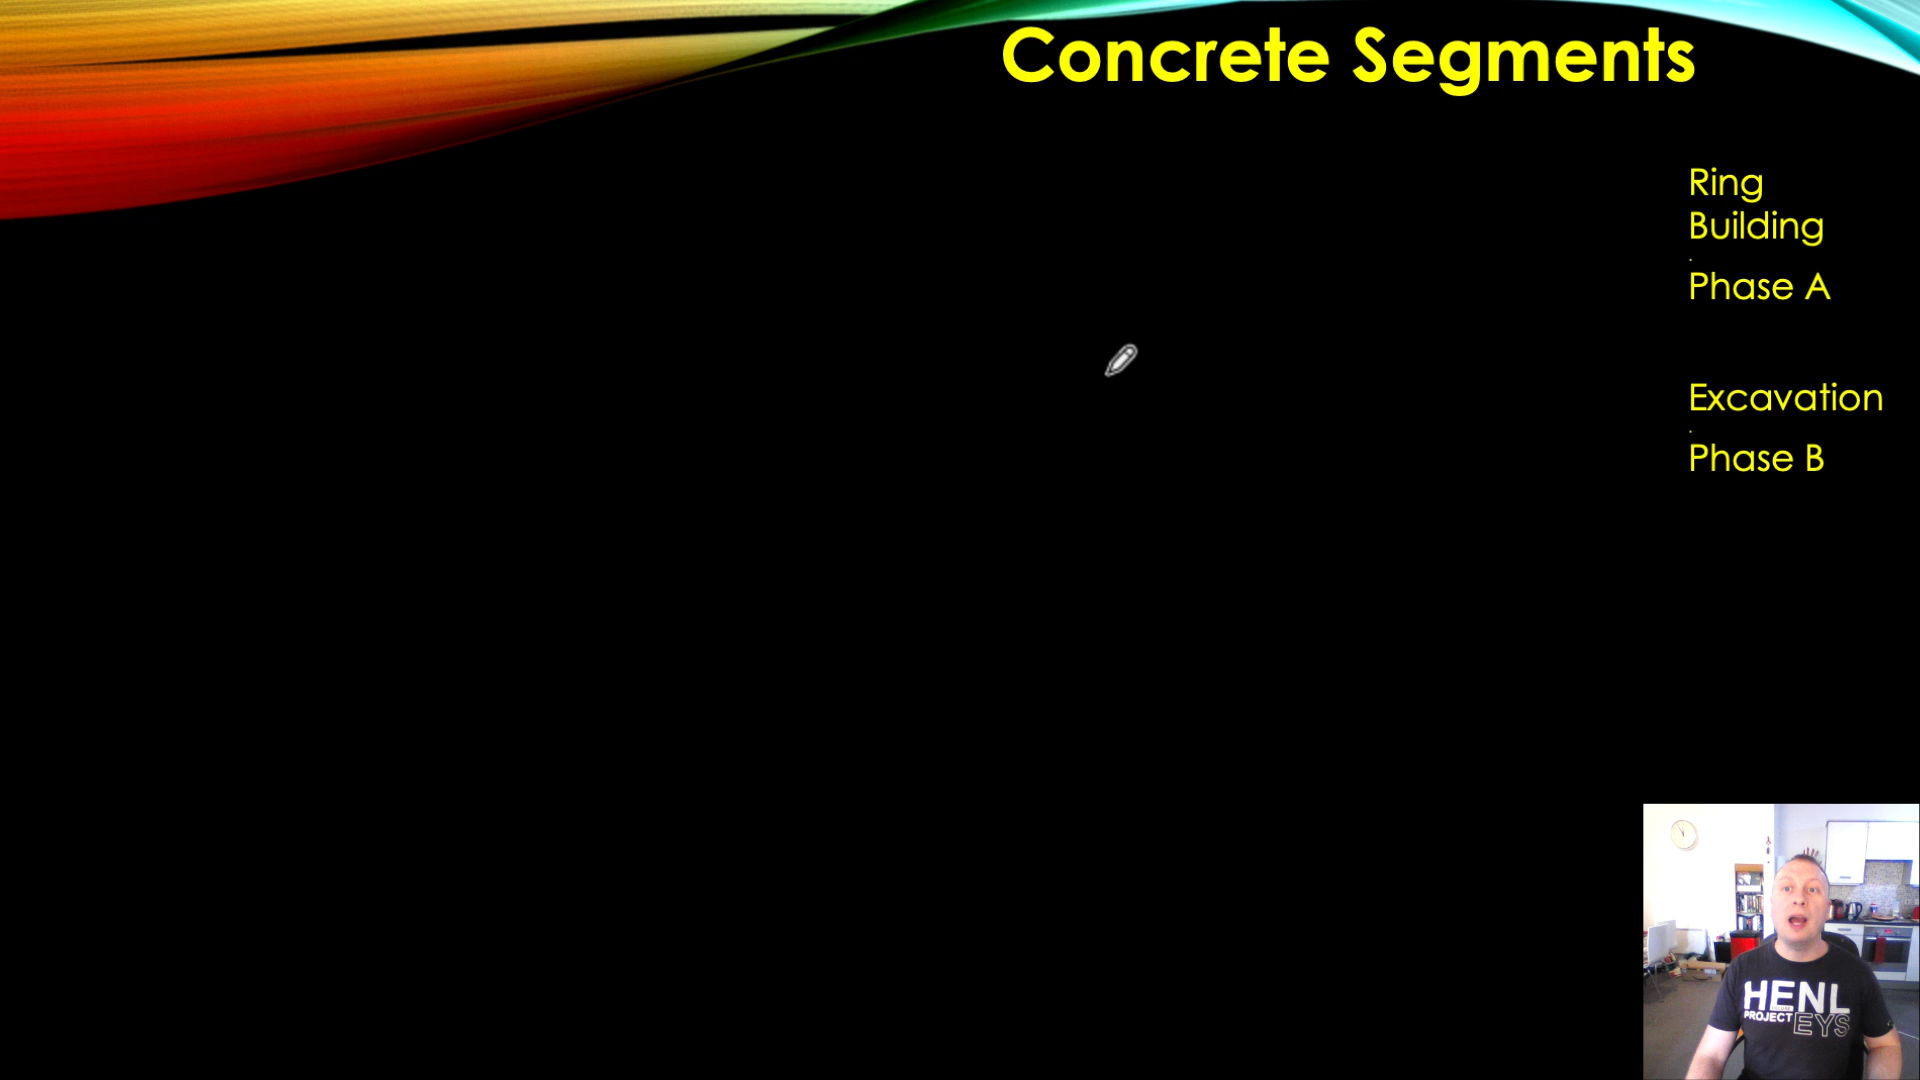 Concrete Segments
Ring
Building
Phase A
Excavation
Phase B
HENL
PROJECT EYS